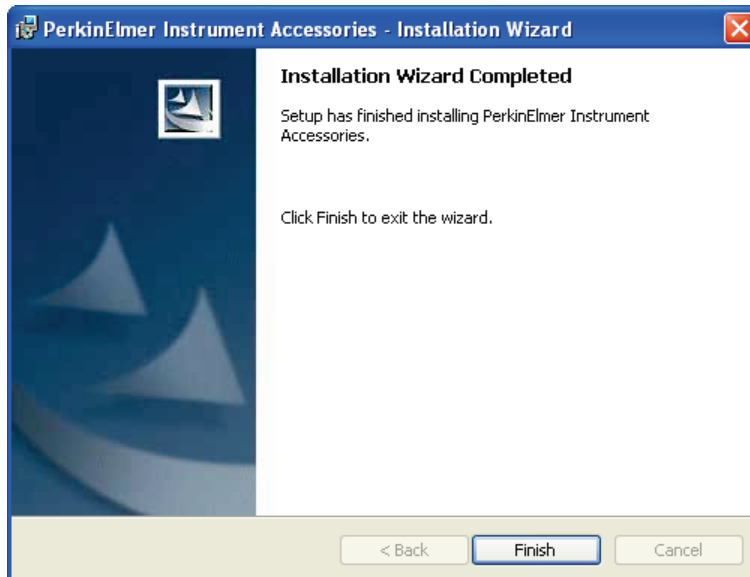 PerkinElmer Instrument Accessories - Installation Wizard
Installation Wizard Completed
Setup has finished installing PerkinElmer Instrument
Accessories.
Click Finish to exit the wizard.
< Back
Finish
Cancel